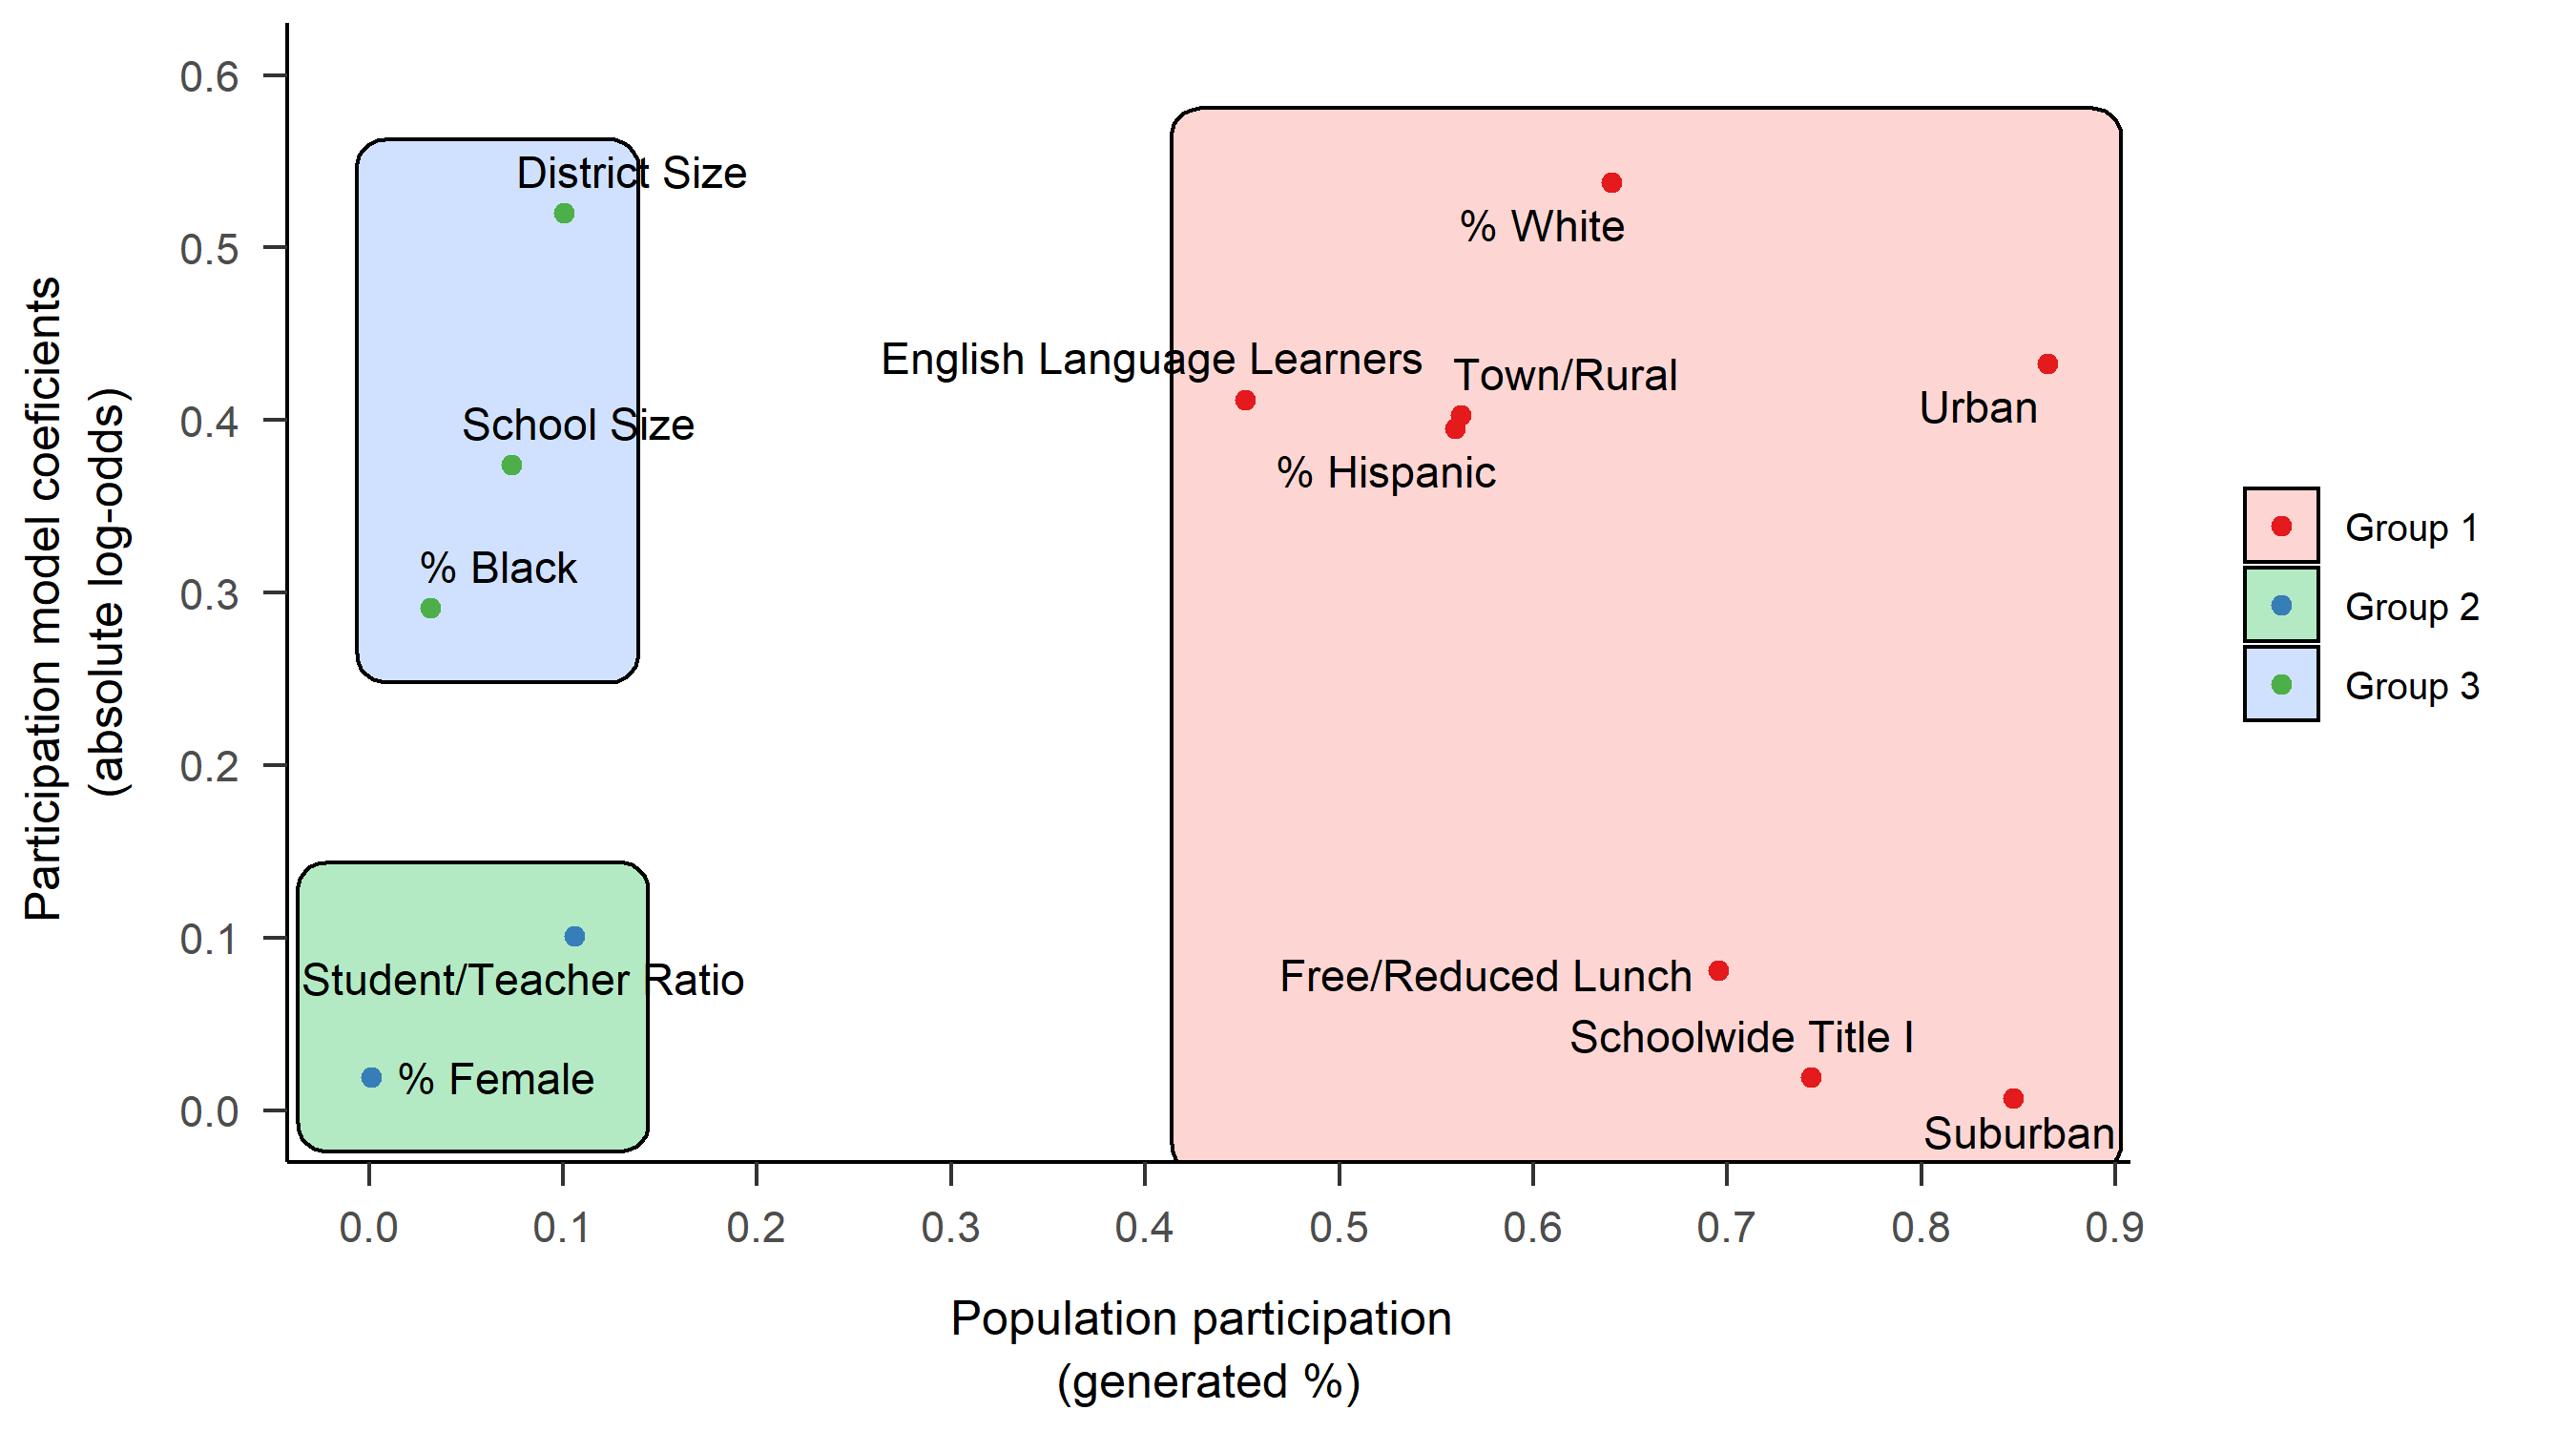 Participation model coeficients
(absolute log-odds)
0.6
0.5
0.4
0.3
0.2
0.1
0.0
District Size
% White
English Language Learners
Town/Rural
Urban
School Size
% Hispanic
% Black
Student/Teacher Ratio
Free/Reduced Lunch
Schoolwide Title I
% Female
Suburban
0.0 0.1 0.2 0.3 0.4 0.5 0.6 0.7 0.8 0.9
Population participation
(generated %)
Group 1
Group 2
Group 3